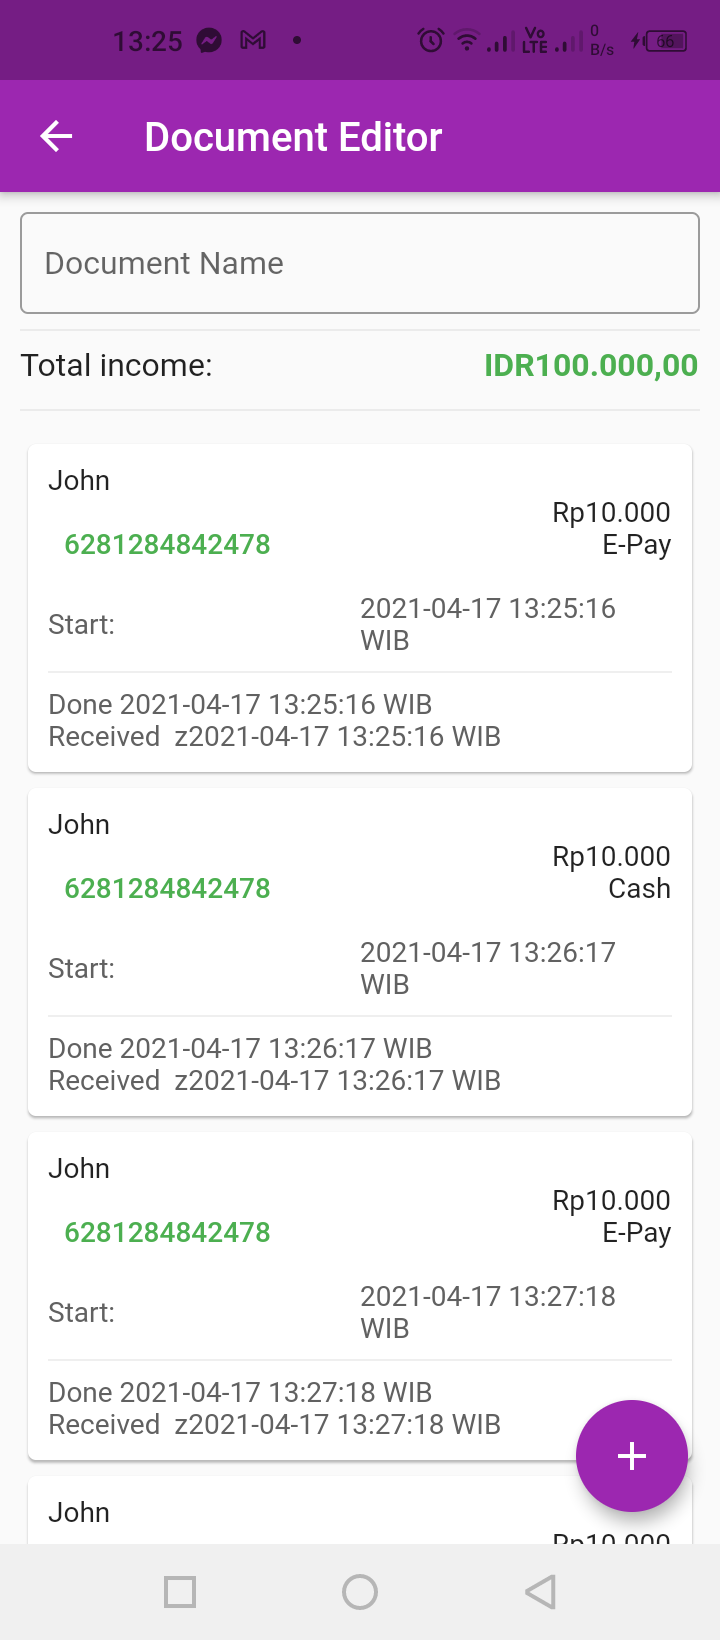 13:25
Vo LTE
0 B/s
66
Document Editor
Document Name
Total income: IDR100.000,00
John
Rp10.000
6281284842478 E-Pay
Start: 2021-04-17 13:25:16 WIB
Done 2021-04-17 13:25:16 WIB
Received z2021-04-17 13:25:16 WIB
John
Rp10.000
6281284842478 Cash
Start: 2021-04-17 13:26:17 WIB
Done 2021-04-17 13:26:17 WIB
Received z2021-04-17 13:26:17 WIB
John
Rp10.000
6281284842478 E-Pay
Start: 2021-04-17 13:27:18 WIB
Done 2021-04-17 13:27:18 WIB
Received z2021-04-17 13:27:18 WIB
+
John
Rp10.000